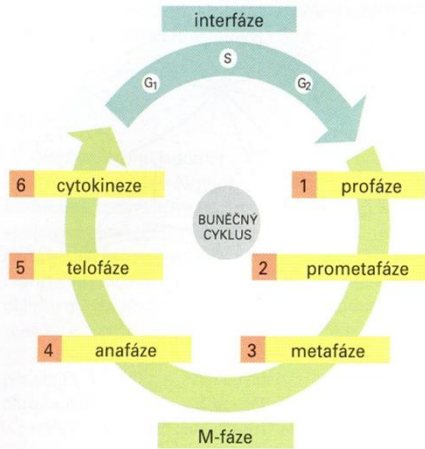 interfáze
G1
S
G2
6 cytokineze
1 profáze
BUNĚČNÝ
CYKLUS
5 telofáze
2 prometafáze
4 anafáze
3 metafáze
M-fáze